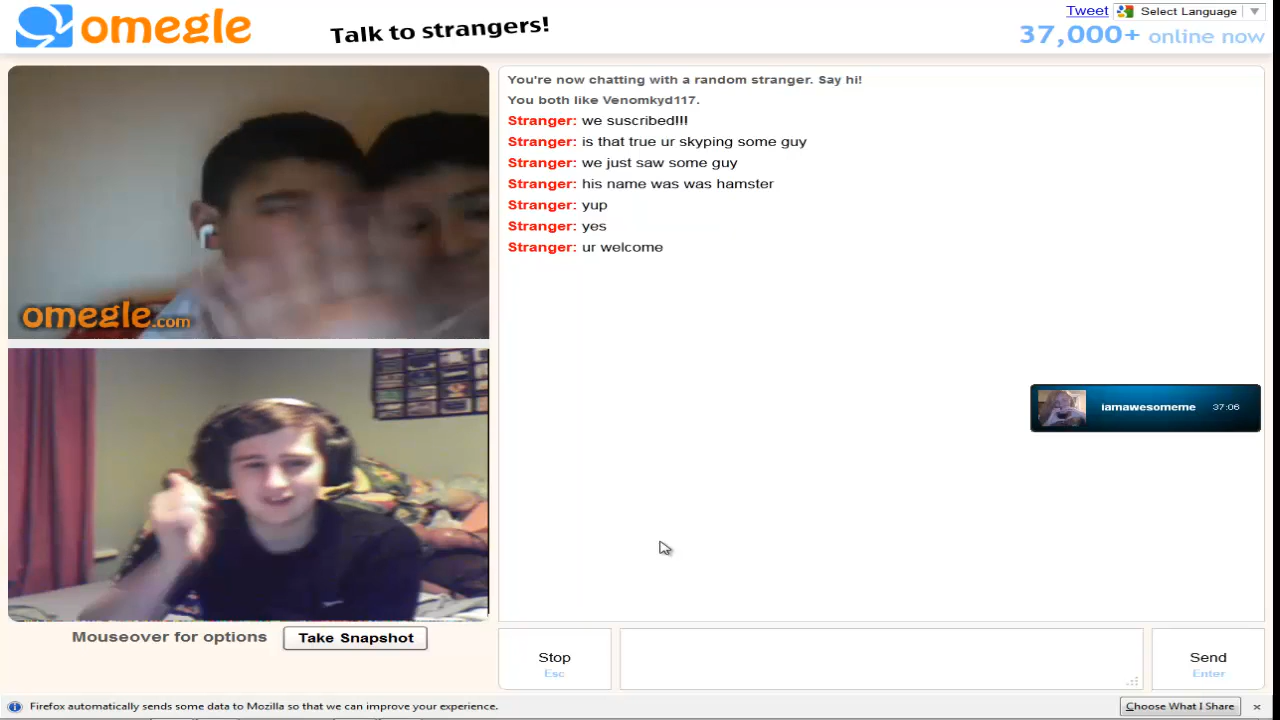 omegle
Talk to strangers!
Tweet
Select Language
37,000+ online now
You're now chatting with a random stranger. Say hi!
You both like Venomkyd117.
Stranger: we suscribed!!!
Stranger: is that true ur skyping some guy
Stranger: we just saw some guy
Stranger: his name was was hamster
Stranger: yup
Stranger: yes
Stranger: ur welcome
omegle.com
iamawesomeme 37:06
Mouseover for options
Take Snapshot
Stop
Esc
Send
Enter
Firefox automatically sends some data to Mozilla so that we can improve your experience.
Choose What I Share